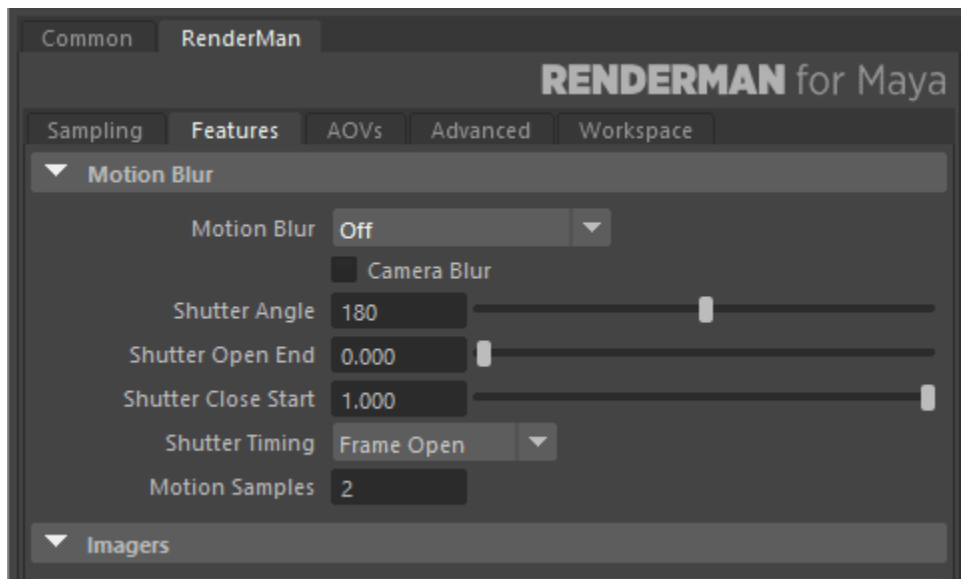 Common RenderMan
RENDERMAN for Maya
Sampling Features AOVs Advanced Workspace
Motion Blur
Motion Blur Off
Camera Blur
Shutter Angle 180
Shutter Open End 0.000
Shutter Close Start 1.000
Shutter Timing Frame Open
Motion Samples 2
Imagers